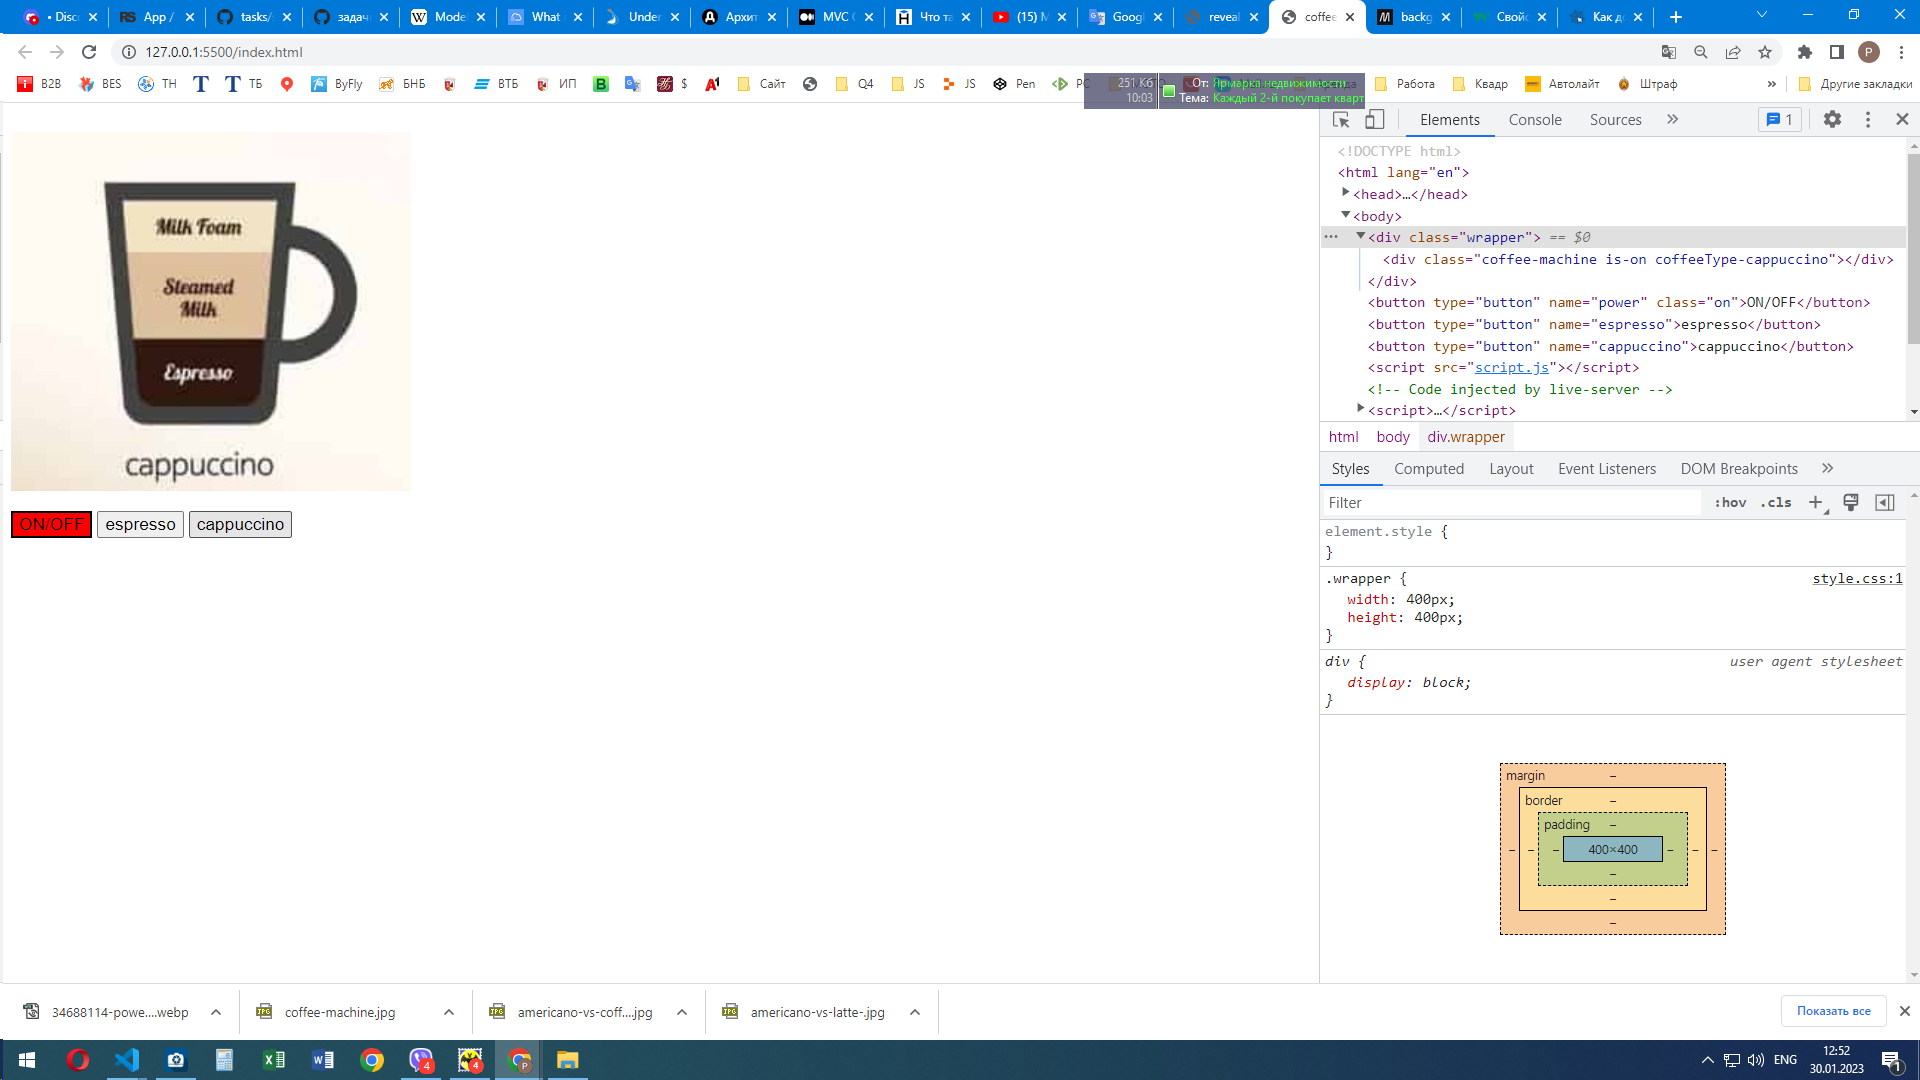 • Disc
App /
tasks/
задач
Mode
What
Under
Архит
MVC
Что та
(15) M
Googl
reveal
coffee
backg
Свойс
Как д
127.0.0.1:5500/index.html
P
B2B
BES
ТН
ТБ
ByFly
БНБ
ВТБ
ИП
$
Сайт
Q4
JS
JS
Pen
Работа
Квадр
Автолайт
Штраф
»
Другие закладки
251 Кб
10:03
От: Ярмарка недвижимости
Тема: Каждый 2-й покупает кварт
Milk Foam
Steamed
Milk
Espresso
cappuccino
ON/OFF
espresso
cappuccino
Elements
Console
Sources
»
1
<!DOCTYPE html>
<html lang="en">
<head>…</head>
<body>
<div class="wrapper"> == $0
<div class="coffee-machine is-on coffeeType-cappuccino"></div>
</div>
<button type="button" name="power" class="on">ON/OFF</button>
<button type="button" name="espresso">espresso</button>
<button type="button" name="cappuccino">cappuccino</button>
<script src="script.js"></script>
<!-- Code injected by live-server -->
<script>…</script>
html
body
div.wrapper
Styles
Computed
Layout
Event Listeners
DOM Breakpoints
»
Filter
:hov
.cls
element.style {
}
.wrapper {
style.css:1
width: 400px;
height: 400px;
}
div {
user agent stylesheet
display: block;
}
margin
–
border
–
padding
–
–
–
–
400×400
–
–
–
–
–
–
34688114-powe....webp
coffee-machine.jpg
americano-vs-coff....jpg
americano-vs-latte-.jpg
Показать все
4
4
P
ENG
12:52
30.01.2023
1